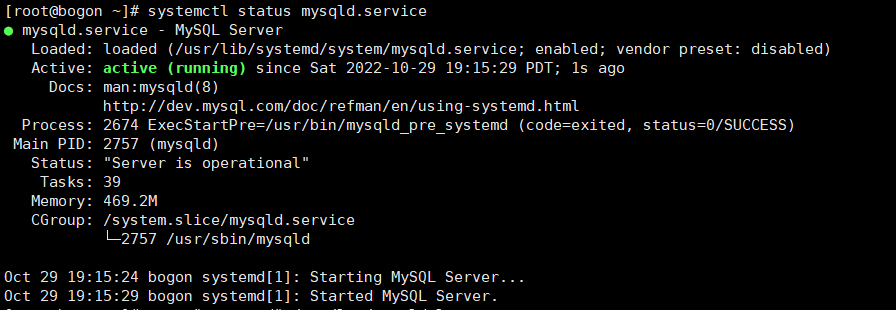 [root@bogon ~]# systemctl status mysqld.service
● mysqld.service - MySQL Server
   Loaded: loaded (/usr/lib/systemd/system/mysqld.service; enabled; vendor preset: disabled)
   Active: active (running) since Sat 2022-10-29 19:15:29 PDT; 1s ago
     Docs: man:mysqld(8)
           http://dev.mysql.com/doc/refman/en/using-systemd.html
  Process: 2674 ExecStartPre=/usr/bin/mysqld_pre_systemd (code=exited, status=0/SUCCESS)
 Main PID: 2757 (mysqld)
   Status: "Server is operational"
    Tasks: 39
   Memory: 469.2M
   CGroup: /system.slice/mysqld.service
           └─2757 /usr/sbin/mysqld

Oct 29 19:15:24 bogon systemd[1]: Starting MySQL Server...
Oct 29 19:15:29 bogon systemd[1]: Started MySQL Server.